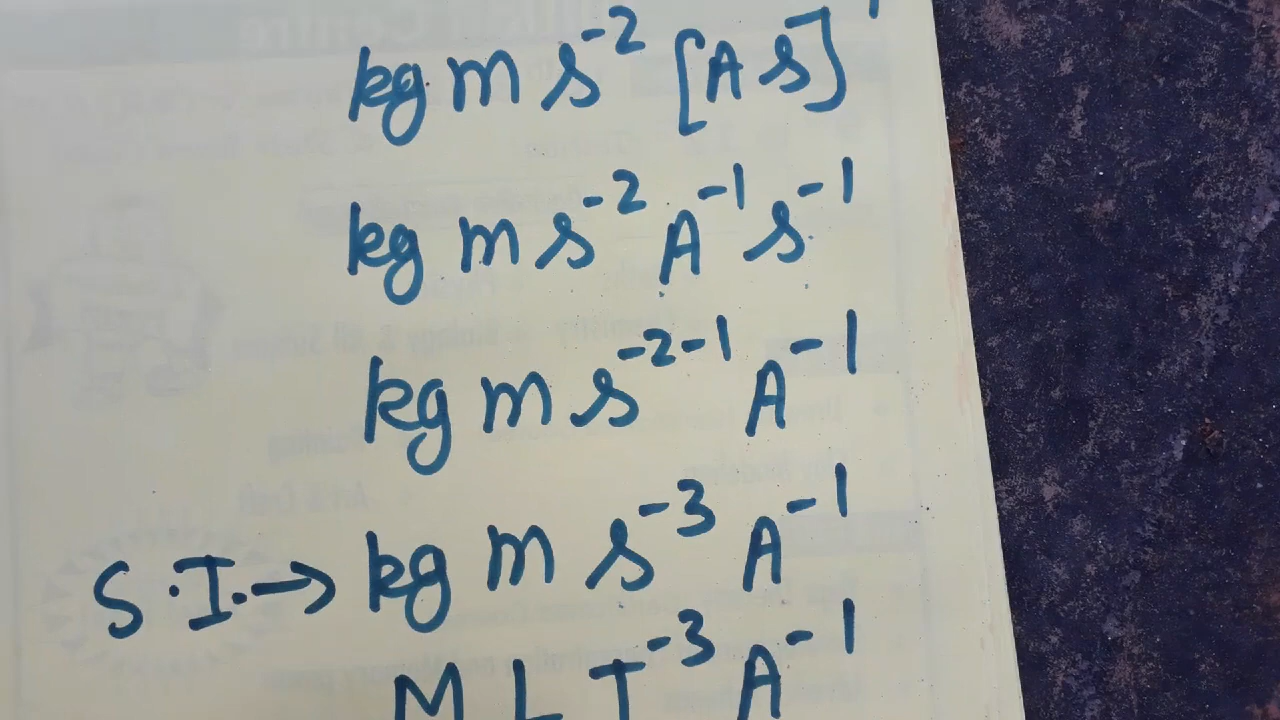 kg m s⁻² [A s]⁻¹
kg m s⁻² A⁻¹ s⁻¹
kg m s⁻²⁻¹ A⁻¹
S.I. → kg m s⁻³ A⁻¹
M L T⁻³ A⁻¹